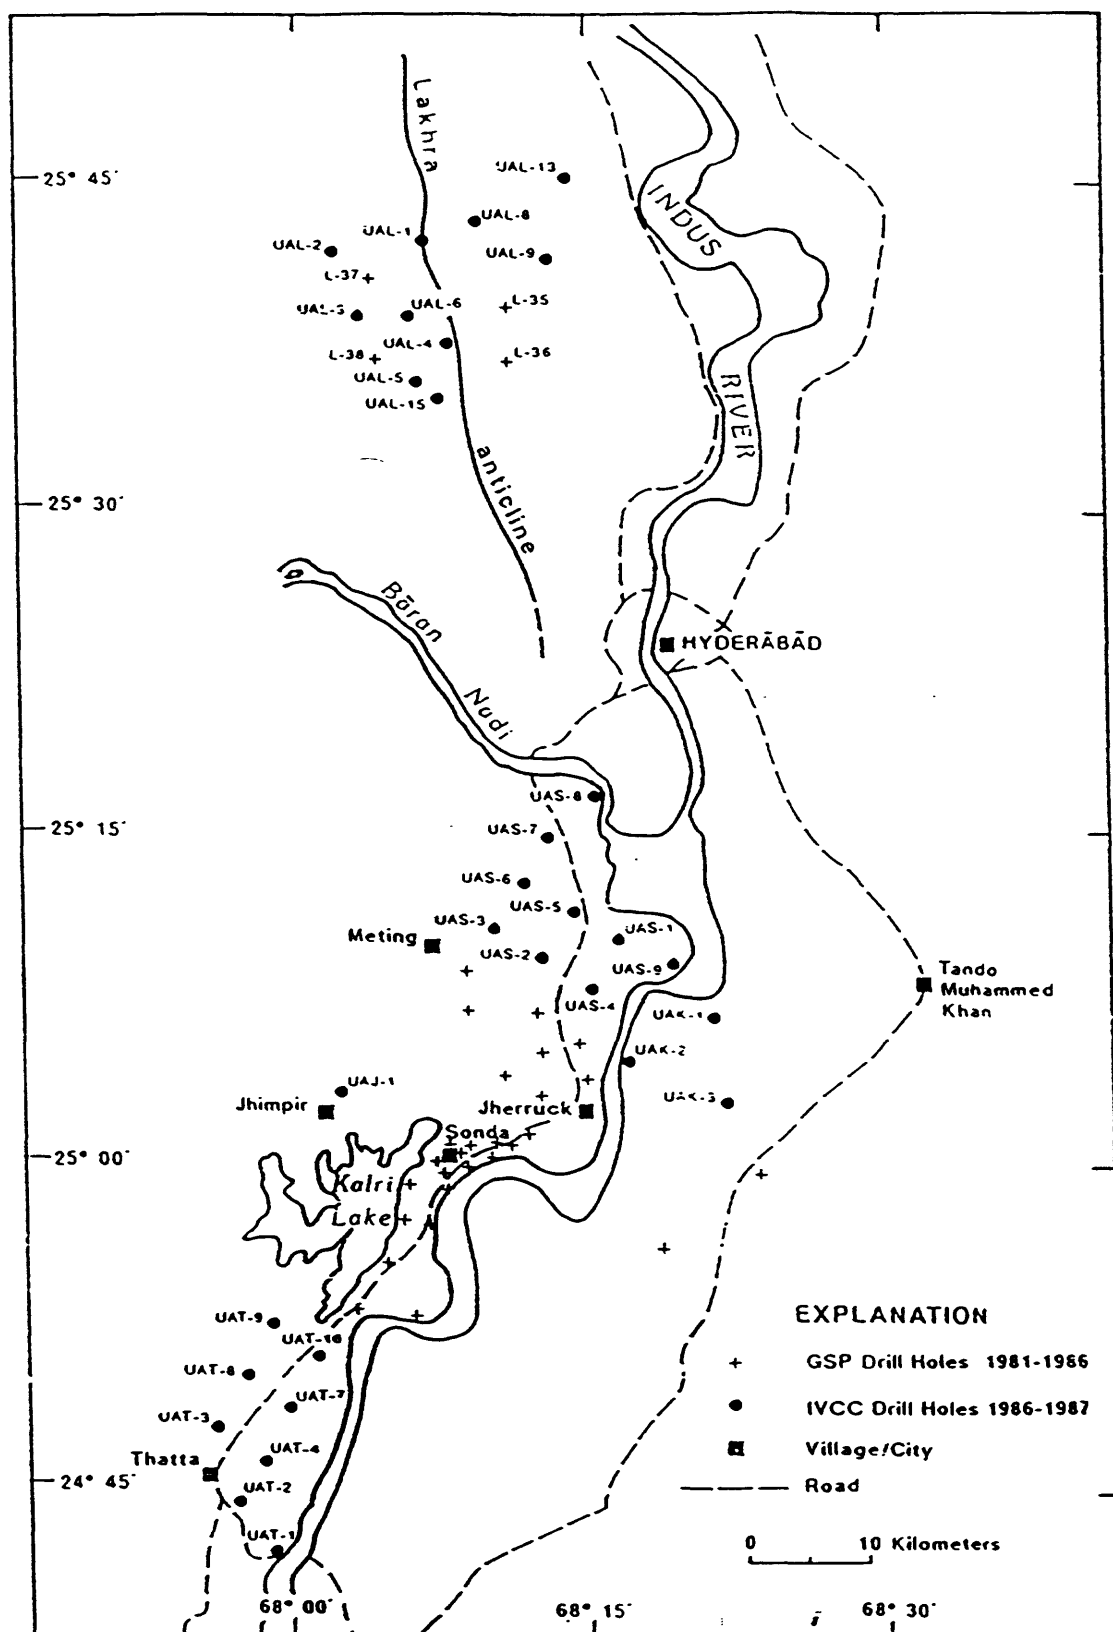 Lakhra
UAL-13
25° 45'
INDUS
UAL-8
UAL-1
UAL-2
UAL-9
L-37
L-35
UAL-3
UAL-6
UAL-4
L-38
L-36
UAL-5
UAL-15
RIVER
anticline
25° 30'
Bāran
HYDERĀBĀD
Nadi
UAS-8
25° 15'
UAS-7
UAS-6
UAS-5
UAS-3
UAS-1
Meting
UAS-2
UAS-9
Tando
Muhammed
Khan
UAS-4
UAK-1
UAK-2
UAJ-1
UAK-3
Jhimpir
Jherruck
Sonda
25° 00'
Kalri
Lake
UAT-9
EXPLANATION
UAT-10
GSP Drill Holes 1981-1986
UAT-8
UAT-7
IVCC Drill Holes 1986-1987
UAT-3
UAT-4
Village/City
Thatta
24° 45'
UAT-2
Road
UAT-1
0 10 Kilometers
68° 00' 68° 15' 68° 30'